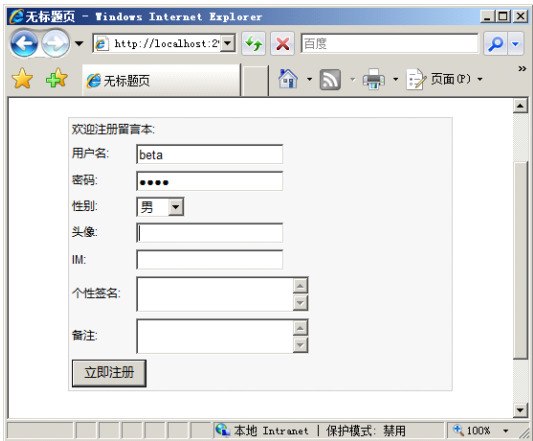 无标题页 - Windows Internet Explorer
http://localhost:2
百度
无标题页
页面(P)
欢迎注册留言本:
用户名: beta
密码: ●●●●
性别: 男
头像:
IM:
个性签名:
备注:
立即注册
本地 Intranet | 保护模式: 禁用
100%